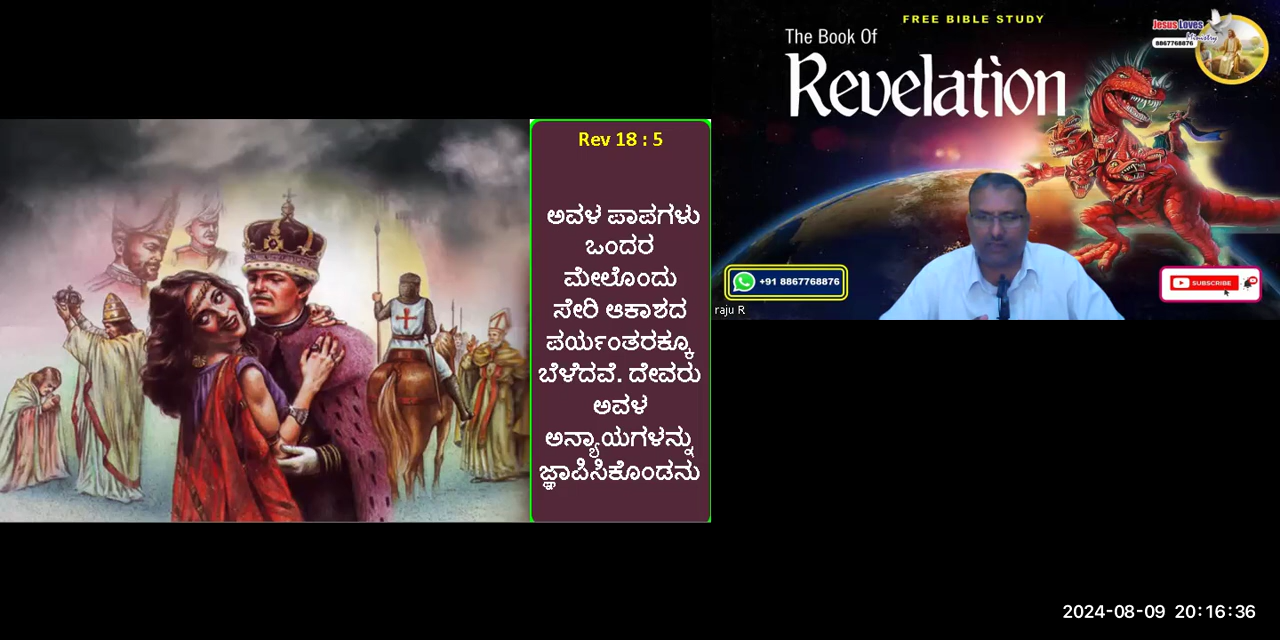 Rev 18 : 5
ಅವಳ ಪಾಪಗಳು
ಒಂದರ
ಮೇಲೊಂದು
ಸೇರಿ ಆಕಾಶದ
ಪರ್ಯಂತರಕ್ಕೂ
ಬೆಳೆದವೆ. ದೇವರು
ಅವಳ
ಅನ್ಯಾಯಗಳನ್ನು
ಜ್ಞಾಪಿಸಿಕೊಂಡನು
FREE BIBLE STUDY
The Book Of
Revelation
Jesus Loves
Ministry
8867768876
+91 8867768876
SUBSCRIBE
raju R
2024-08-09 20:16:36